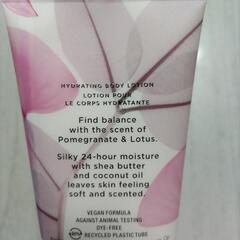 HYDRATING BODY LOTION
LOTION POUR
LE CORPS HYDRATANTE
Find balance
with the scent of
Pomegranate & Lotus.
Silky 24-hour moisture
with shea butter
and coconut oil
leaves skin feeling
soft and scented.
VEGAN FORMULA
AGAINST ANIMAL TESTING
DYE-FREE
RECYCLED PLASTIC TUBE